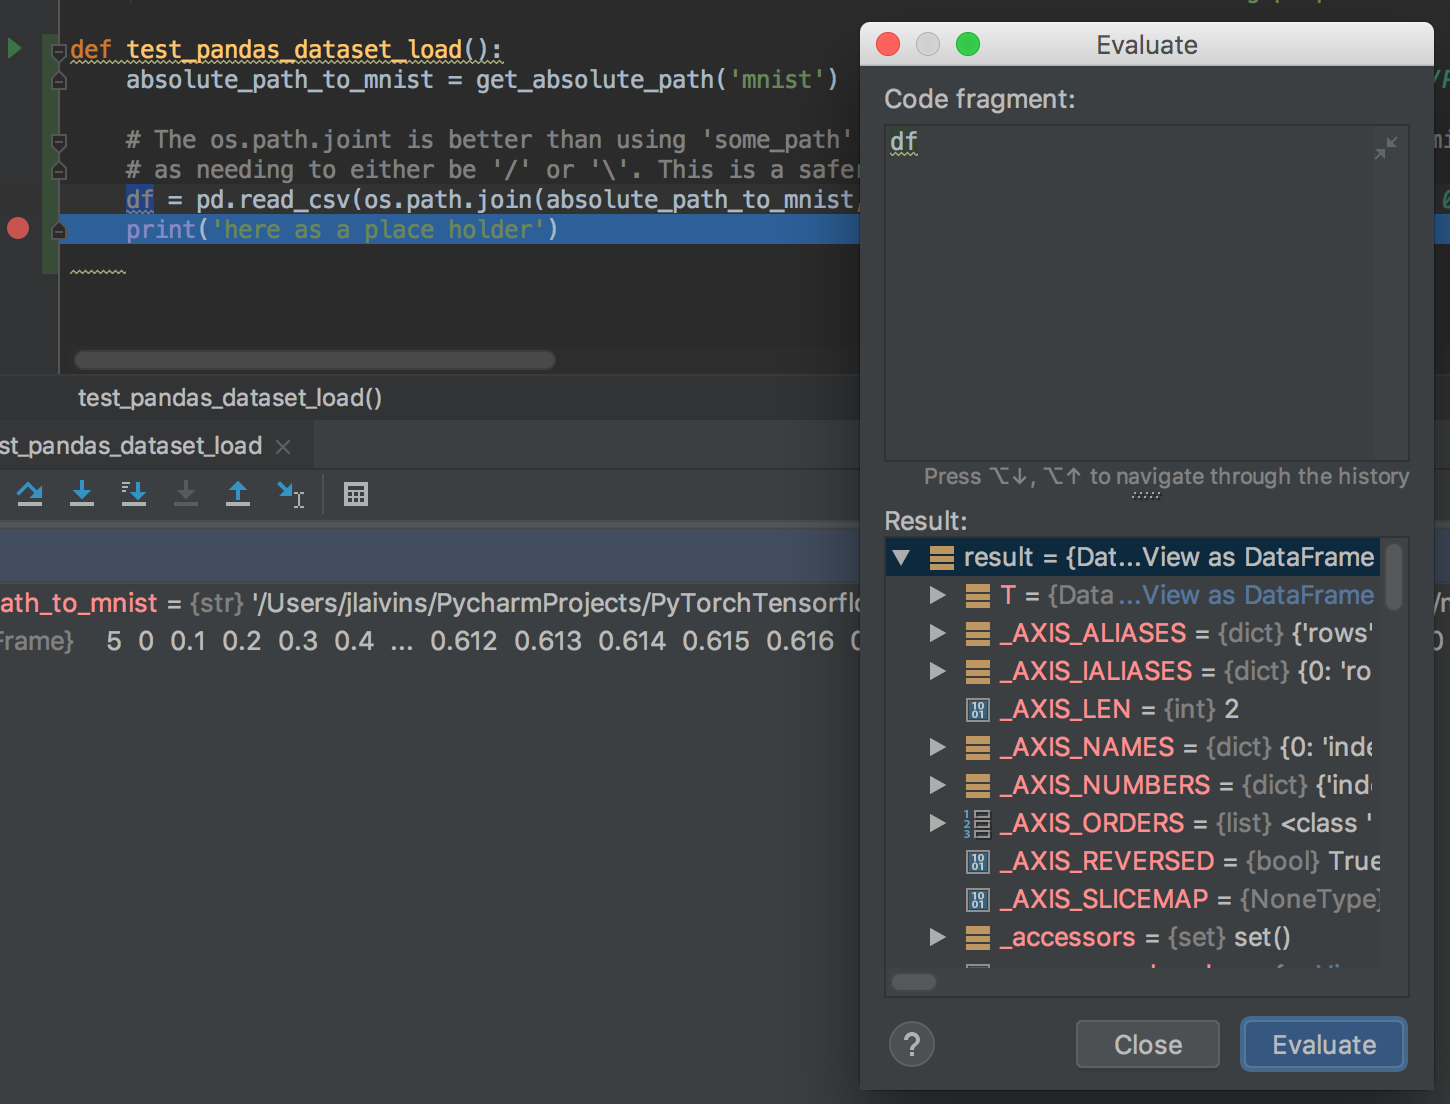 def test_pandas_dataset_load():
absolute_path_to_mnist = get_absolute_path('mnist')
# The os.path.joint is better than using 'some_path'
# as needing to either be '/' or '\'. This is a safer
df = pd.read_csv(os.path.join(absolute_path_to_mnist,
print('here as a place holder')
test_pandas_dataset_load()
st_pandas_dataset_load
ath_to_mnist = {str} '/Users/jlaivins/PycharmProjects/PyTorchTensorflo
Frame} 5 0 0.1 0.2 0.3 0.4 ... 0.612 0.613 0.614 0.615 0.616 0
Evaluate
Code fragment:
df
Press ⌥↓, ⌥↑ to navigate through the history
Result:
result = {Dat...View as DataFrame
T = {Data ...View as DataFrame
_AXIS_ALIASES = {dict} {'rows'
_AXIS_IALIASES = {dict} {0: 'ro
_AXIS_LEN = {int} 2
_AXIS_NAMES = {dict} {0: 'inde
_AXIS_NUMBERS = {dict} {'ind
_AXIS_ORDERS = {list} <class '
_AXIS_REVERSED = {bool} True
_AXIS_SLICEMAP = {NoneType}
_accessors = {set} set()
?
Close
Evaluate